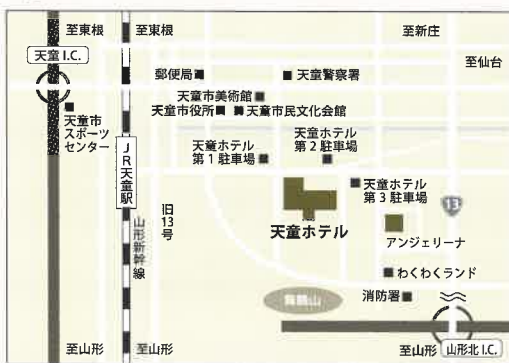 至東根
至東根
至新庄
天童 I.C.
至仙台
郵便局
天童警察署
天童市美術館
天童市役所
天童市民文化会館
天童市
スポーツ
センター
天童ホテル
第1駐車場
天童ホテル
第2駐車場
JR天童駅
天童ホテル
第3駐車場
13
旧13号
山形新幹線
天童ホテル
アンジェリーナ
わくわくランド
舞鶴山
消防署
至山形
至山形
至山形
山形北 I.C.